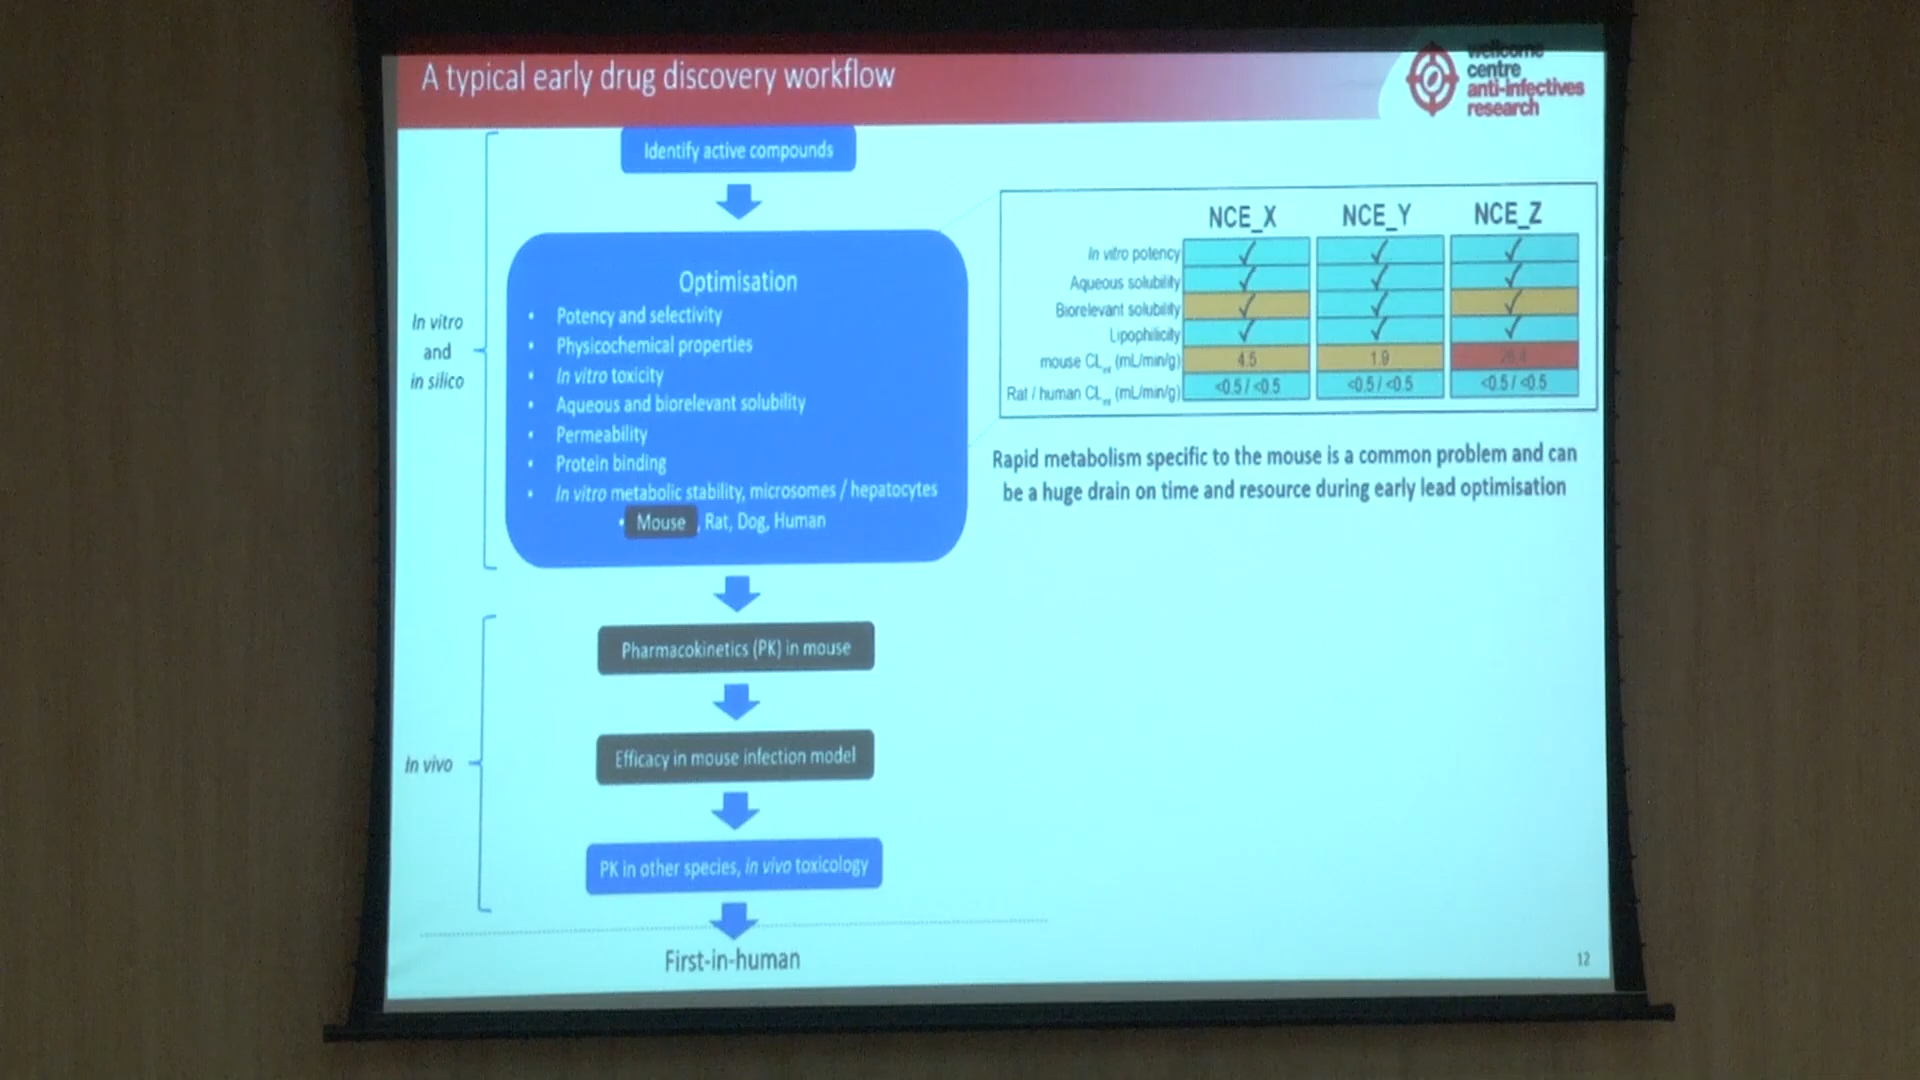 A typical early drug discovery workflow
wellcome
centre
anti-infectives
research
Identify active compounds
Optimisation
• Potency and selectivity
• Physicochemical properties
• In vitro toxicity
• Aqueous and biorelevant solubility
• Permeability
• Protein binding
• In vitro metabolic stability, microsomes / hepatocytes
• Mouse, Rat, Dog, Human
In vitro
and
in silico
NCE_X NCE_Y NCE_Z
In vitro potency ✓ ✓ ✓
Aqueous solubility ✓ ✓ ✓
Biorelevant solubility ✓ ✓ ✓
Lipophilicity ✓ ✓ ✓
mouse CL (mL/min/g) 4.5 1.9
Rat / human CL (mL/min/g) <0.5 / <0.5 <0.5 / <0.5 <0.5 / <0.5
Rapid metabolism specific to the mouse is a common problem and can
be a huge drain on time and resource during early lead optimisation
Pharmacokinetics (PK) in mouse
Efficacy in mouse infection model
In vivo
PK in other species, in vivo toxicology
First-in-human
12